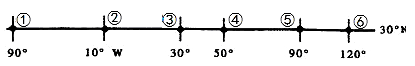 ① ② ③ ④ ⑤ ⑥ 30°N
90° 10° W 30° 50° 90° 120°